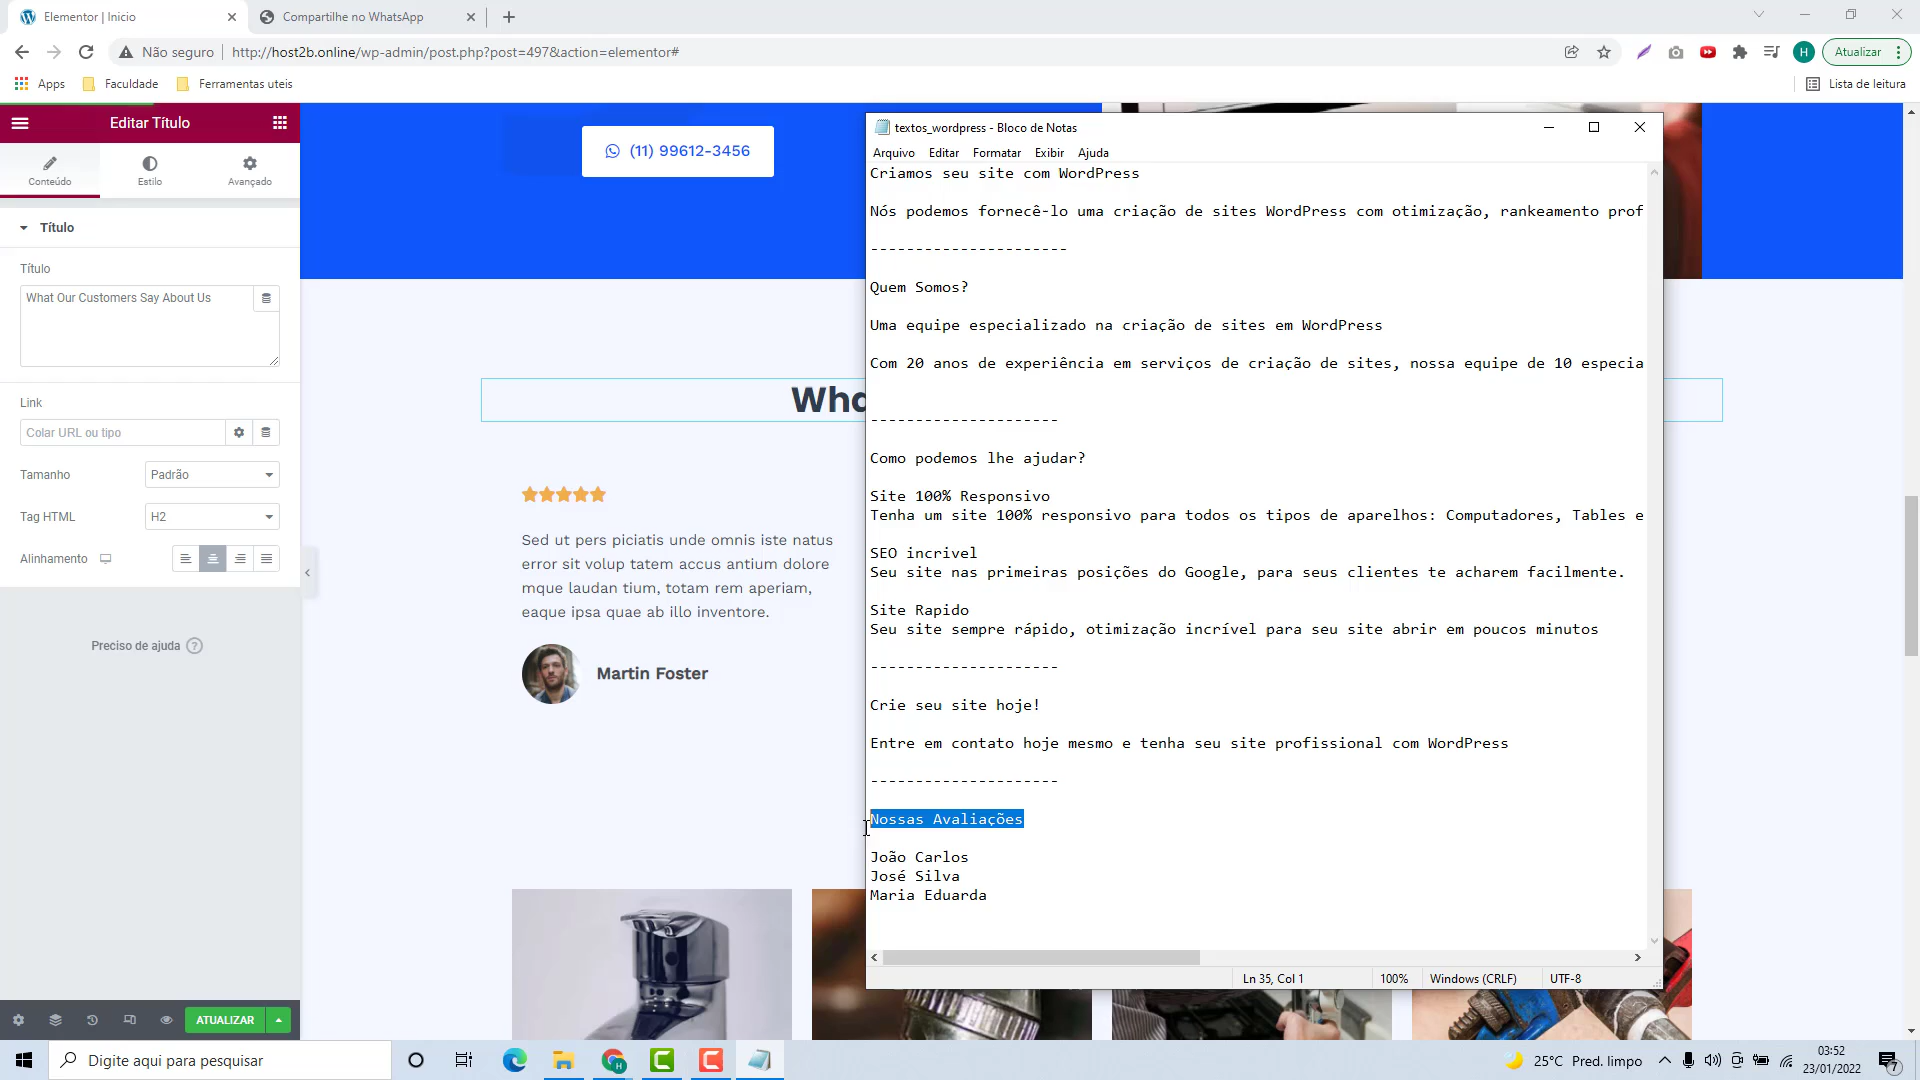 Elementor | Inicio
Compartilhe no WhatsApp
Não seguro
http://host2b.online/wp-admin/post.php?post=497&action=elementor#
H
Atualizar
Apps
Faculdade
Ferramentas uteis
Lista de leitura
Editar Título
Conteúdo
Estilo
Avançado
Título
Título
What Our Customers Say About Us
Link
Colar URL ou tipo
Tamanho
Padrão
Tag HTML
H2
Alinhamento
Preciso de ajuda ?
ATUALIZAR
(11) 99612-3456
Sed ut pers piciatis unde omnis iste natus
error sit volup tatem accus antium dolore
mque laudan tium, totam rem aperiam,
eaque ipsa quae ab illo inventore.
Martin Foster
textos_wordpress - Bloco de Notas
Arquivo Editar Formatar Exibir Ajuda
Criamos seu site com WordPress
Nós podemos fornecê-lo uma criação de sites WordPress com otimização, rankeamento prof
----------------------
Quem Somos?
Uma equipe especializado na criação de sites em WordPress
Com 20 anos de experiência em serviços de criação de sites, nossa equipe de 10 especia
---------------------
Como podemos lhe ajudar?
Site 100% Responsivo
Tenha um site 100% responsivo para todos os tipos de aparelhos: Computadores, Tables e
SEO incrivel
Seu site nas primeiras posições do Google, para seus clientes te acharem facilmente.
Site Rapido
Seu site sempre rápido, otimização incrível para seu site abrir em poucos minutos
---------------------
Crie seu site hoje!
Entre em contato hoje mesmo e tenha seu site profissional com WordPress
---------------------
Nossas Avaliações
João Carlos
José Silva
Maria Eduarda
Ln 35, Col 1
100%
Windows (CRLF)
UTF-8
Digite aqui para pesquisar
25°C Pred. limpo
03:52
23/01/2022
7